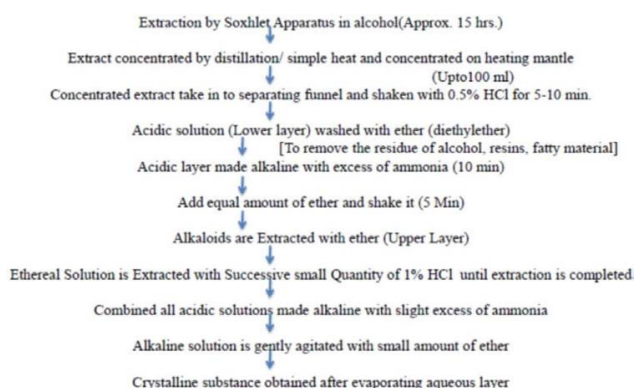 Extraction by Soxhlet Apparatus in alcohol(Approx. 15 hrs.)
Extract concentrated by distillation/ simple heat and concentrated on heating mantle
(Upto100 ml)
Concentrated extract take in to separating funnel and shaken with 0.5% HCl for 5-10 min.
Acidic solution (Lower layer) washed with ether (diethylether)
[To remove the residue of alcohol, resins, fatty material]
Acidic layer made alkaline with excess of ammonia (10 min)
Add equal amount of ether and shake it (5 Min)
Alkaloids are Extracted with ether (Upper Layer)
Ethereal Solution is Extracted with Successive small Quantity of 1% HCl until extraction is completed.
Combined all acidic solutions made alkaline with slight excess of ammonia
Alkaline solution is gently agitated with small amount of ether
Crystalline substance obtained after evaporating aqueous layer